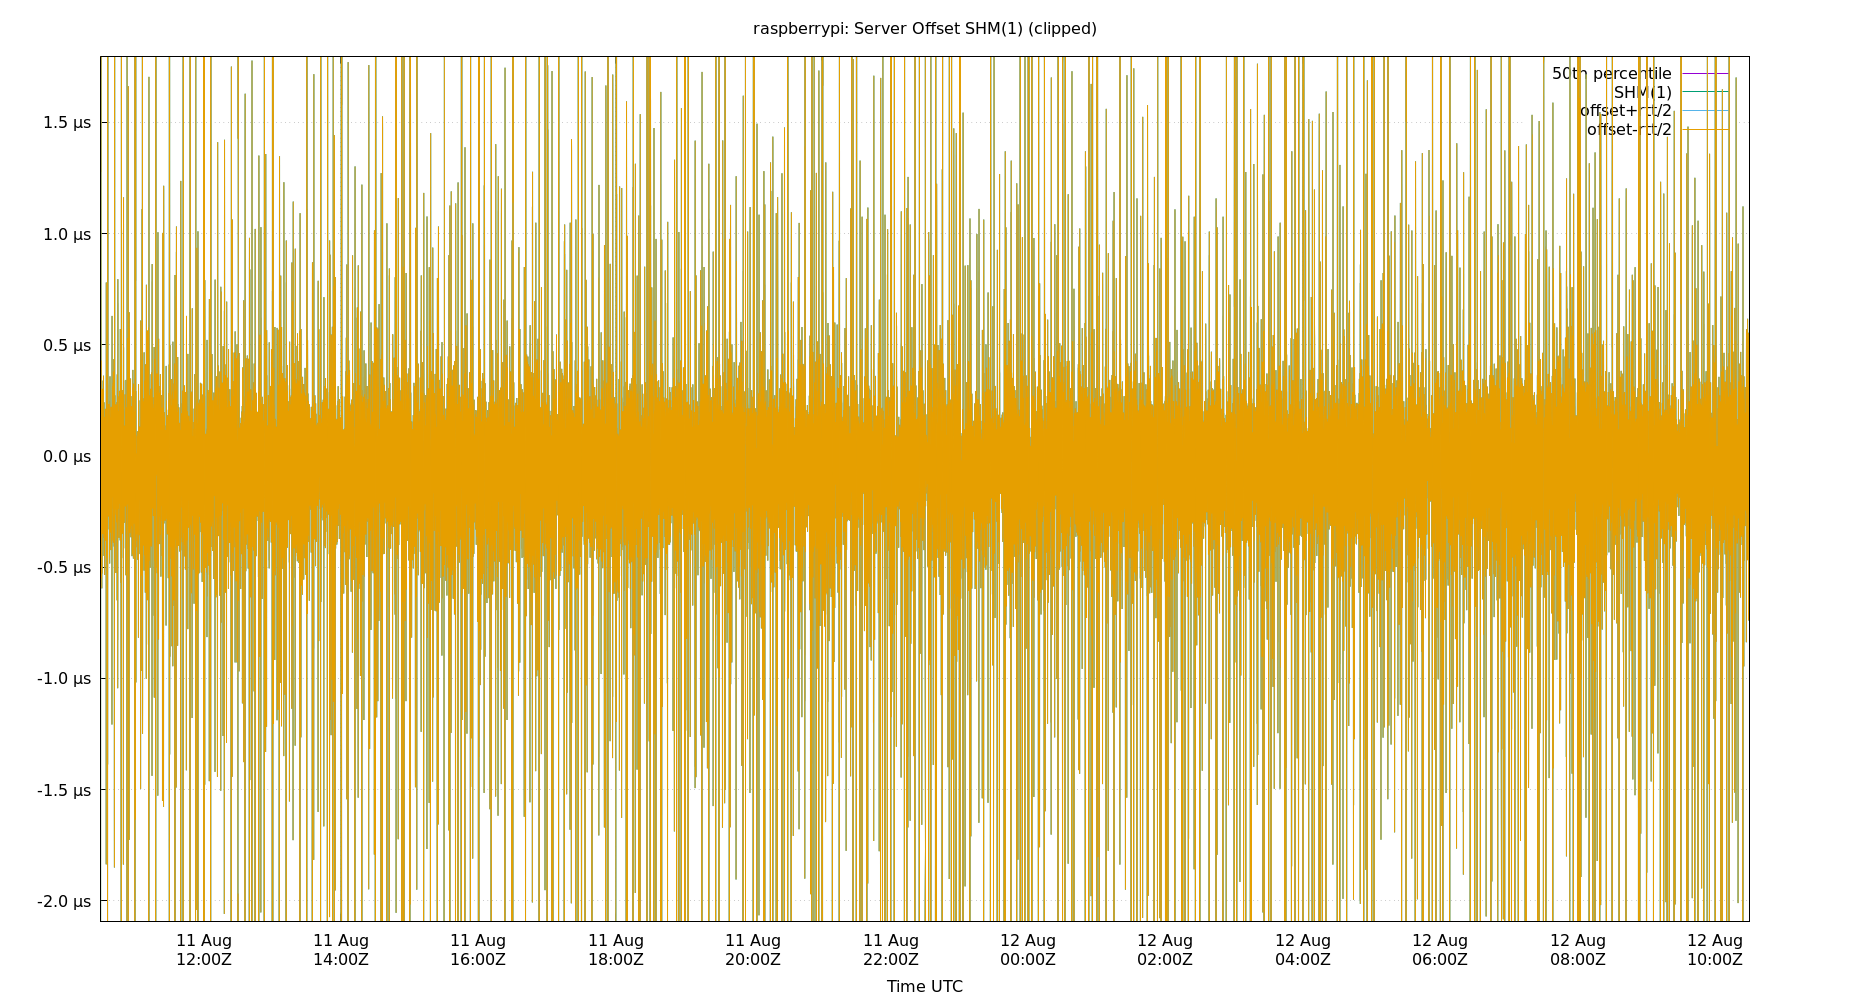 raspberrypi: Server Offset SHM(1) (clipped)
50th percentile
SHM(1)
offset+rtt/2
offset-rtt/2
1.5 µs
1.0 µs
0.5 µs
0.0 µs
-0.5 µs
-1.0 µs
-1.5 µs
-2.0 µs
11 Aug 11 Aug 11 Aug 11 Aug 11 Aug 11 Aug 12 Aug 12 Aug 12 Aug 12 Aug 12 Aug 12 Aug
12:00Z 14:00Z 16:00Z 18:00Z 20:00Z 22:00Z 00:00Z 02:00Z 04:00Z 06:00Z 08:00Z 10:00Z
Time UTC